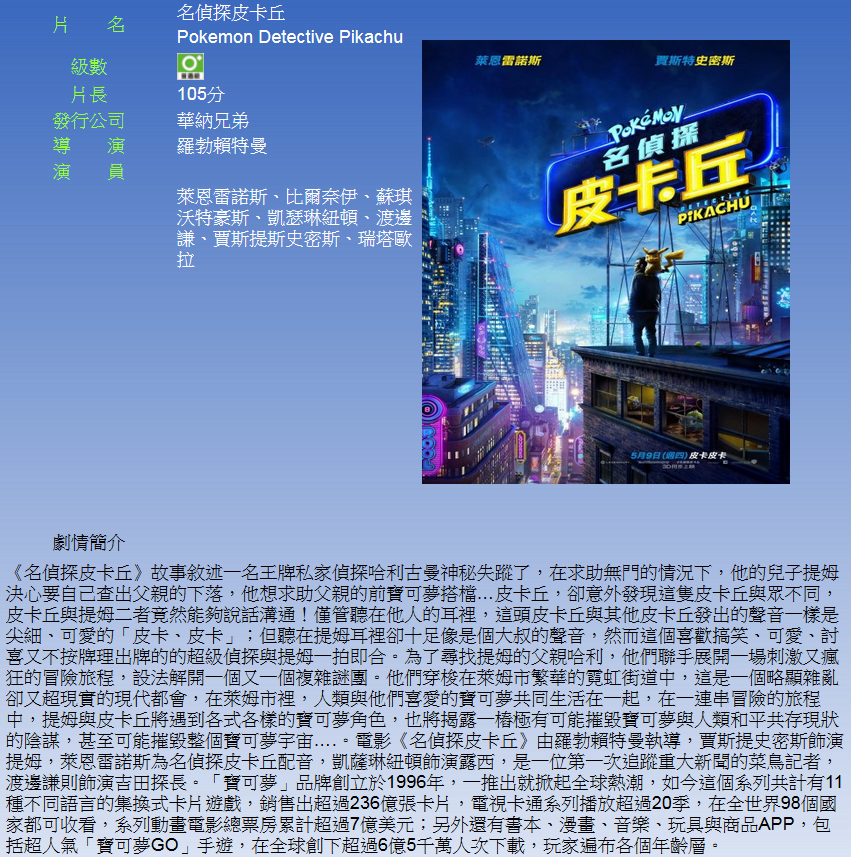 片　　名
名偵探皮卡丘
Pokemon Detective Pikachu
級數
普遍級
片長
105分
發行公司
華納兄弟
導　　演
羅勃賴特曼
演　　員
萊恩雷諾斯、比爾奈伊、蘇琪
沃特豪斯、凱瑟琳紐頓、渡邊
謙、賈斯提斯史密斯、瑞塔歐
拉
萊恩雷諾斯
賈斯特史密斯
POKéMON
名偵探
皮卡丘
DETECTIVE
PiKACHU
5月9日(週四) 皮卡皮卡
劇情簡介
《名偵探皮卡丘》故事敘述一名王牌私家偵探哈利古曼神秘失蹤了，在求助無門的情況下，他的兒子提姆
決心要自己查出父親的下落，他想求助父親的前寶可夢搭檔…皮卡丘，卻意外發現這隻皮卡丘與眾不同，
皮卡丘與提姆二者竟然能夠說話溝通！僅管聽在他人的耳裡，這頭皮卡丘與其他皮卡丘發出的聲音一樣是
尖細、可愛的「皮卡、皮卡」；但聽在提姆耳裡卻十足像是個大叔的聲音，然而這個喜歡搞笑、可愛、討
喜又不按牌理出牌的的超級偵探與提姆一拍即合。為了尋找提姆的父親哈利，他們聯手展開一場刺激又瘋
狂的冒險旅程，設法解開一個又一個複雜謎團。他們穿梭在萊姆市繁華的霓虹街道中，這是一個略顯雜亂
卻又超現實的現代都會，在萊姆市裡，人類與他們喜愛的寶可夢共同生活在一起，在一連串冒險的旅程
中，提姆與皮卡丘將遇到各式各樣的寶可夢角色，也將揭露一樁極有可能摧毀寶可夢與人類和平共存現狀
的陰謀，甚至可能摧毀整個寶可夢宇宙….。電影《名偵探皮卡丘》由羅勃賴特曼執導，賈斯提史密斯飾演
提姆，萊恩雷諾斯為名偵探皮卡丘配音，凱薩琳紐頓飾演露西，是一位第一次追蹤重大新聞的菜鳥記者，
渡邊謙則飾演吉田探長。「寶可夢」品牌創立於1996年，一推出就掀起全球熱潮，如今這個系列共計有11
種不同語言的集換式卡片遊戲，銷售出超過236億張卡片，電視卡通系列播放超過20季，在全世界98個國
家都可收看，系列動畫電影總票房累計超過7億美元；另外還有書本、漫畫、音樂、玩具與商品APP，包
括超人氣「寶可夢GO」手遊，在全球創下超過6億5千萬人次下載，玩家遍布各個年齡層。